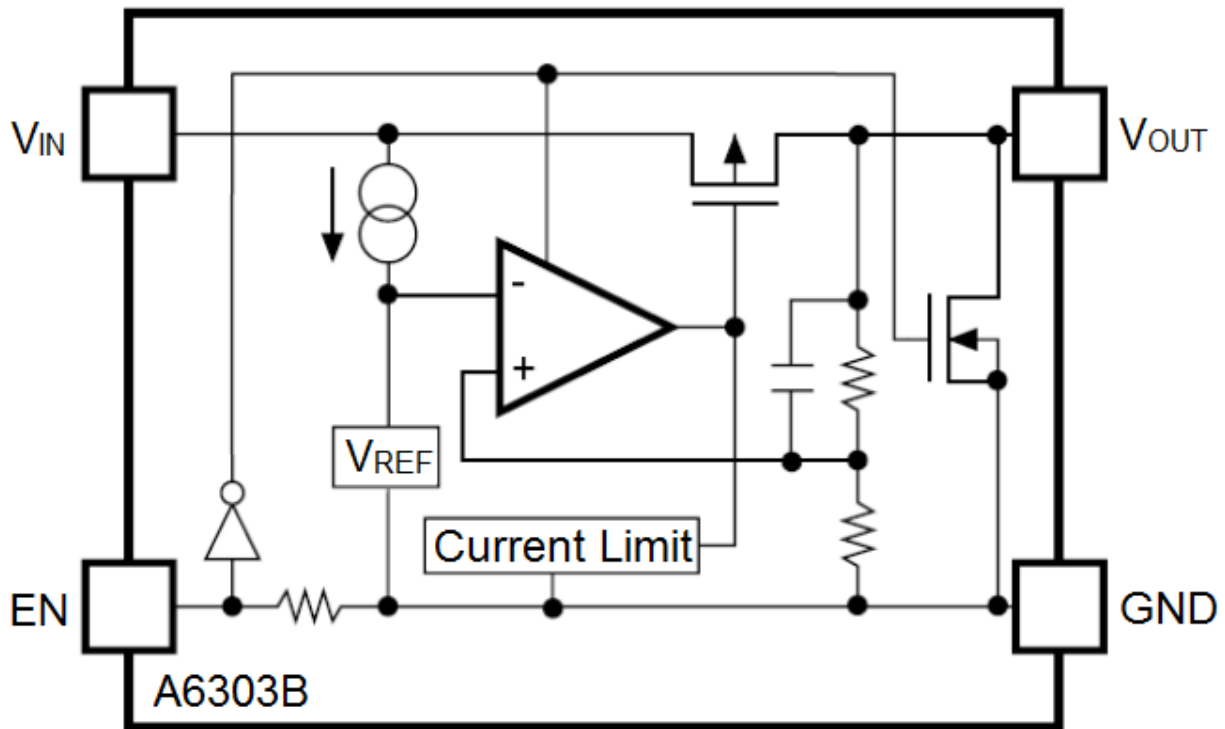 VIN
VOUT
-
+
VREF
Current Limit
EN
GND
A6303B